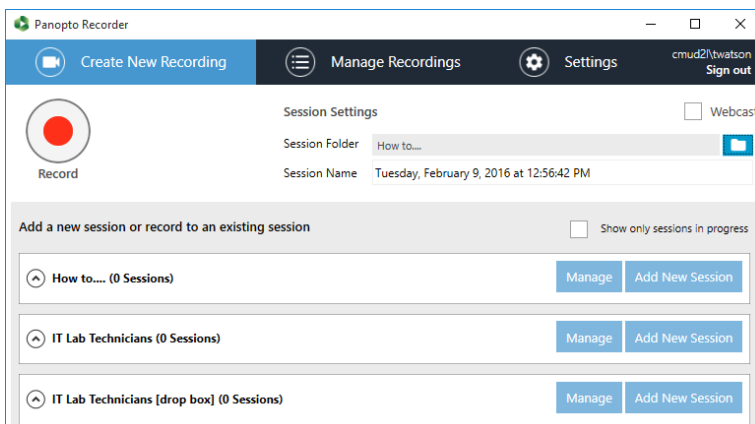 Panopto Recorder
Create New Recording
Manage Recordings
Settings
cmud2l\twatson
Sign out
Session Settings
Webcast
Session Folder
How to....
Record
Session Name
Tuesday, February 9, 2016 at 12:56:42 PM
Add a new session or record to an existing session
Show only sessions in progress
How to.... (0 Sessions)
Manage
Add New Session
IT Lab Technicians (0 Sessions)
Manage
Add New Session
IT Lab Technicians [drop box] (0 Sessions)
Manage
Add New Session